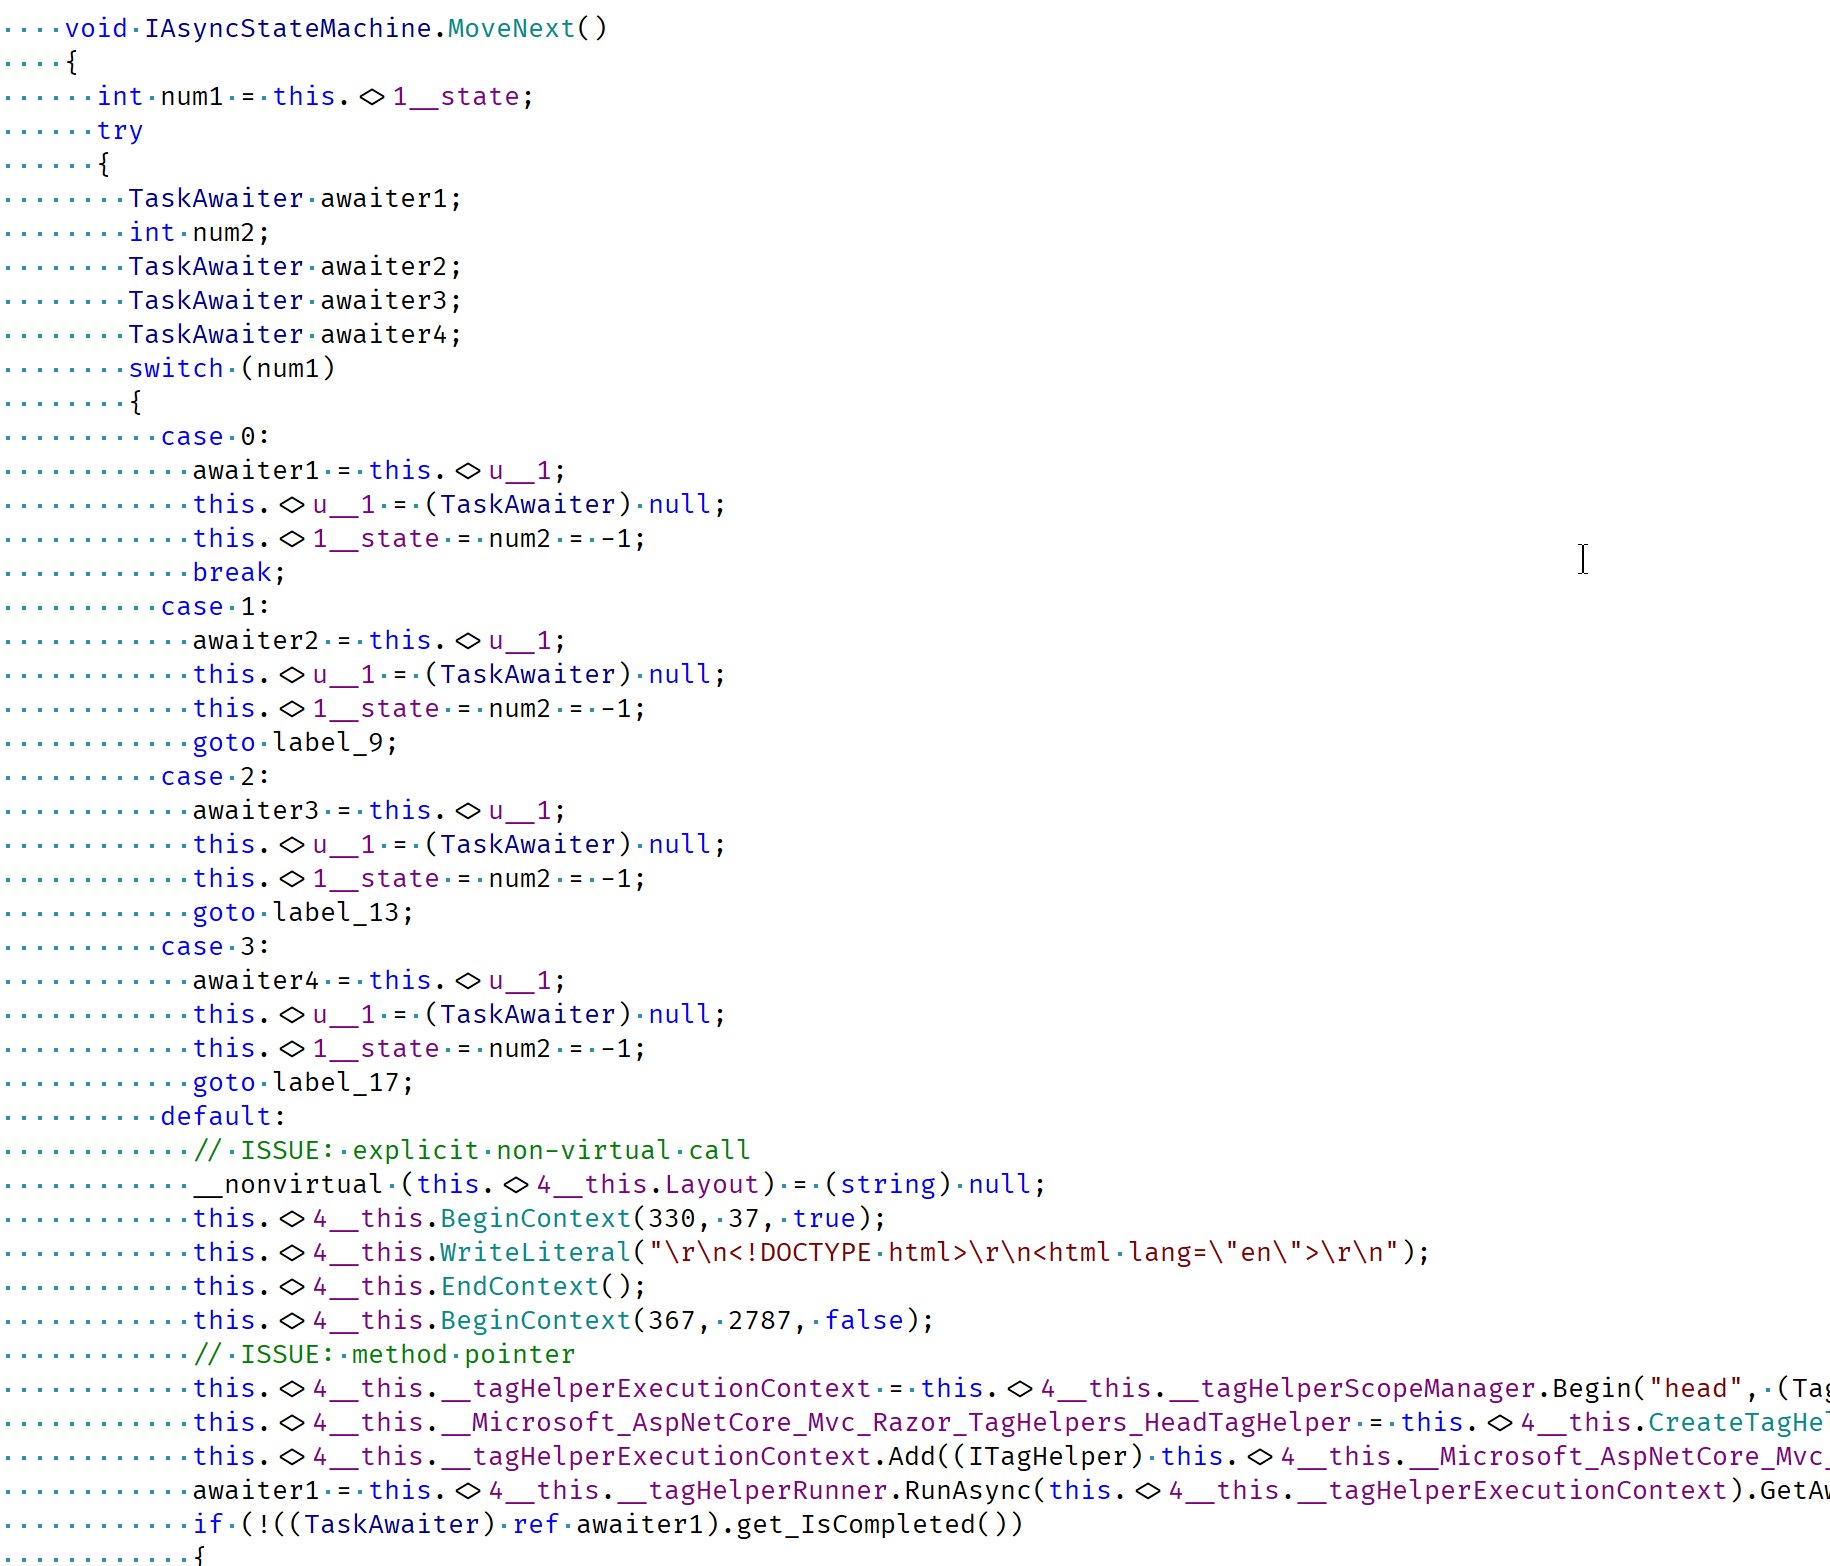 void IAsyncStateMachine.MoveNext()
{
int num1 = this.<>1__state;
try
{
TaskAwaiter awaiter1;
int num2;
TaskAwaiter awaiter2;
TaskAwaiter awaiter3;
TaskAwaiter awaiter4;
switch (num1)
{
case 0:
awaiter1 = this.<>u__1;
this.<>u__1 = (TaskAwaiter) null;
this.<>1__state = num2 = -1;
break;
case 1:
awaiter2 = this.<>u__1;
this.<>u__1 = (TaskAwaiter) null;
this.<>1__state = num2 = -1;
goto label_9;
case 2:
awaiter3 = this.<>u__1;
this.<>u__1 = (TaskAwaiter) null;
this.<>1__state = num2 = -1;
goto label_13;
case 3:
awaiter4 = this.<>u__1;
this.<>u__1 = (TaskAwaiter) null;
this.<>1__state = num2 = -1;
goto label_17;
default:
// ISSUE: explicit non-virtual call
__nonvirtual (this.<>4__this.Layout) = (string) null;
this.<>4__this.BeginContext(330, 37, true);
this.<>4__this.WriteLiteral("\r\n<!DOCTYPE html>\r\n<html lang=\"en\">\r\n");
this.<>4__this.EndContext();
this.<>4__this.BeginContext(367, 2787, false);
// ISSUE: method pointer
this.<>4__this.__tagHelperExecutionContext = this.<>4__this.__tagHelperScopeManager.Begin("head", (Tag
this.<>4__this.__Microsoft_AspNetCore_Mvc_Razor_TagHelpers_HeadTagHelper = this.<>4__this.CreateTagHel
this.<>4__this.__tagHelperExecutionContext.Add((ITagHelper) this.<>4__this.__Microsoft_AspNetCore_Mvc_
awaiter1 = this.<>4__this.__tagHelperRunner.RunAsync(this.<>4__this.__tagHelperExecutionContext).GetAw
if (!((TaskAwaiter) ref awaiter1).get_IsCompleted())
{